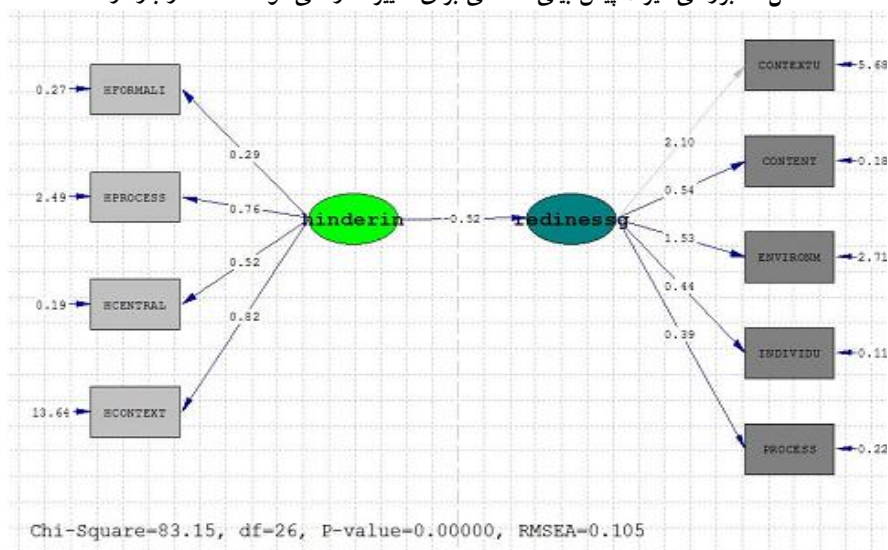 0.27
HFORMALI
2.49
HPROCESS
0.19
HCENTRAL
13.64
HCONTEXT
0.29
0.76
0.52
0.82
hinderin
0.52
redinessg
2.10
0.54
1.53
0.44
0.39
CONTEXTU
5.68
CONTENT
0.18
ENVIRONM
2.71
INDIVIDU
0.11
PROCESS
0.22
Chi-Square=83.15, df=26, P-value=0.00000, RMSEA=0.105